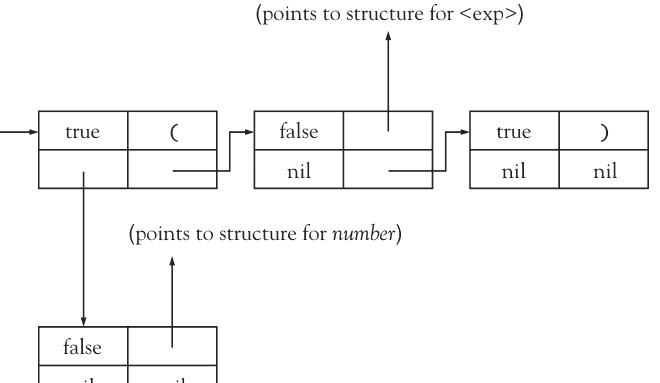 (points to structure for <exp>)
true ( false true )
nil nil nil
(points to structure for number)
false